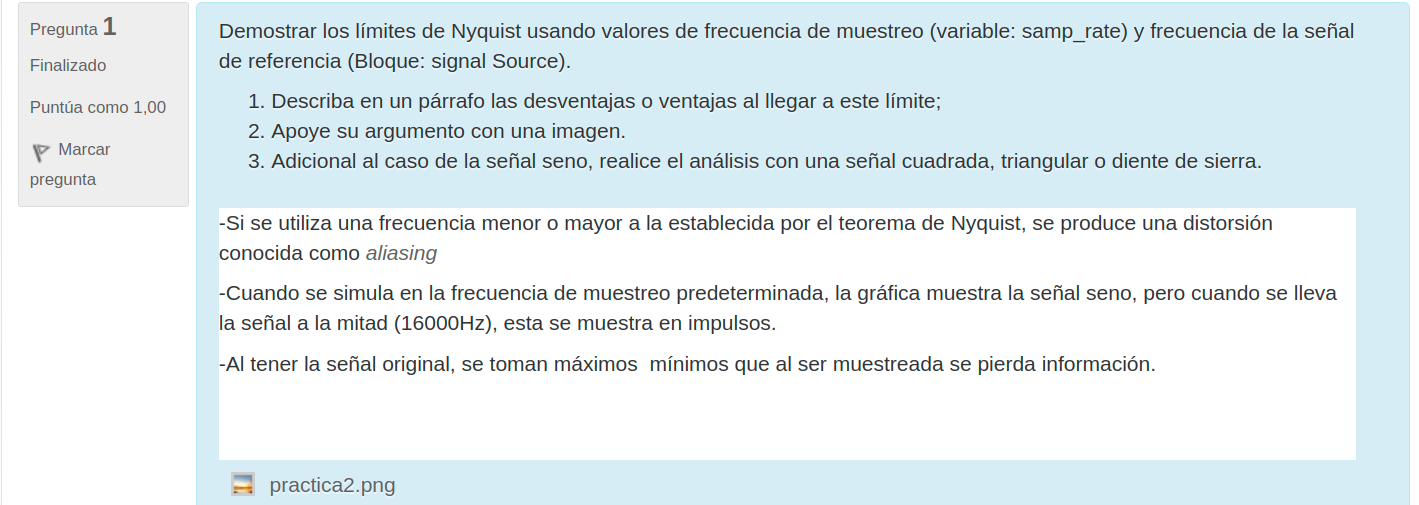 Pregunta 1
Finalizado
Puntúa como 1,00
Marcar
pregunta
Demostrar los límites de Nyquist usando valores de frecuencia de muestreo (variable: samp_rate) y frecuencia de la señal
de referencia (Bloque: signal Source).
1. Describa en un párrafo las desventajas o ventajas al llegar a este límite;
2. Apoye su argumento con una imagen.
3. Adicional al caso de la señal seno, realice el análisis con una señal cuadrada, triangular o diente de sierra.
-Si se utiliza una frecuencia menor o mayor a la establecida por el teorema de Nyquist, se produce una distorsión
conocida como aliasing
-Cuando se simula en la frecuencia de muestreo predeterminada, la gráfica muestra la señal seno, pero cuando se lleva
la señal a la mitad (16000Hz), esta se muestra en impulsos.
-Al tener la señal original, se toman máximos  mínimos que al ser muestreada se pierda información.
practica2.png